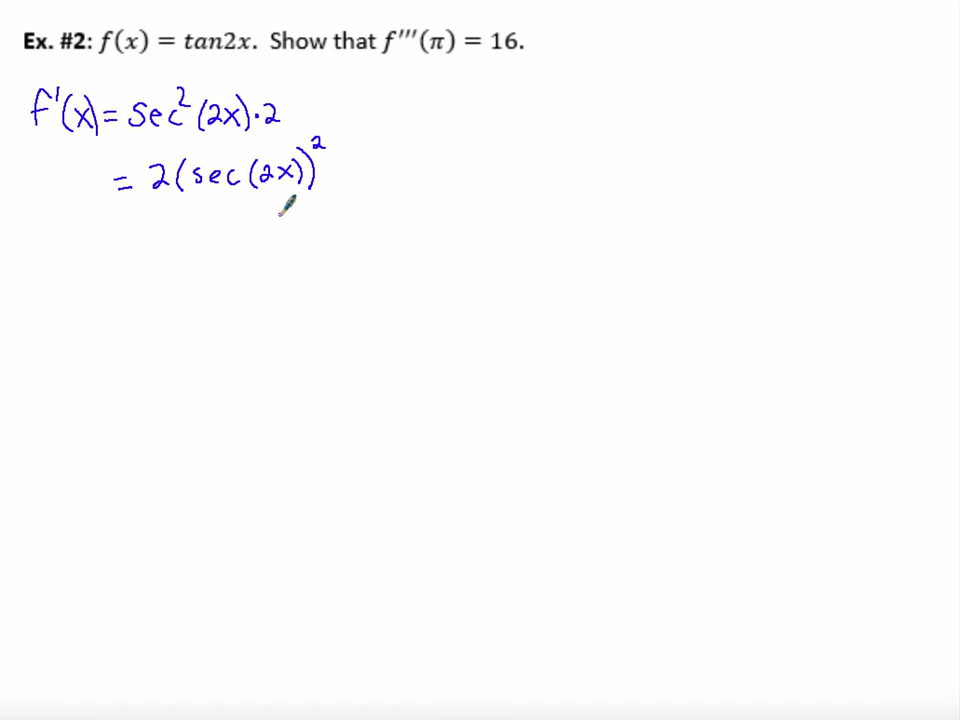 Ex. #2: f(x) = tan2x. Show that f′′′(π) = 16.
f'(x) = sec²(2x)·2
= 2(sec(2x))²